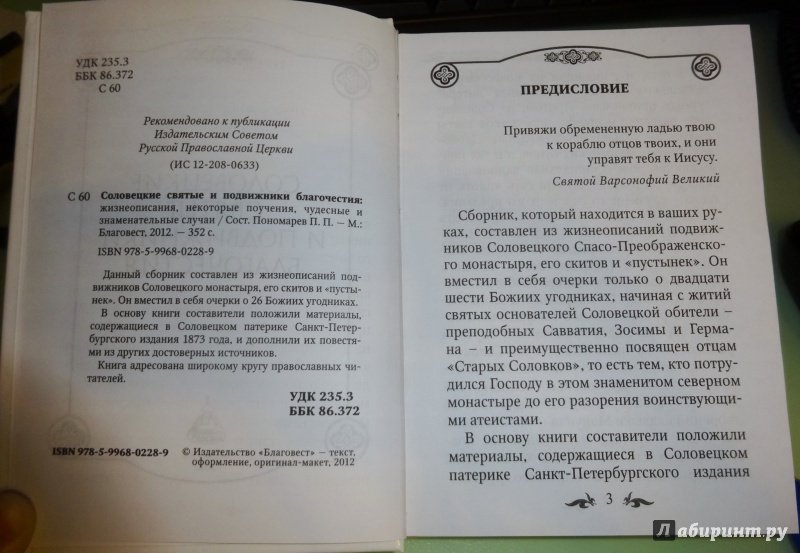 УДК 235.3
ББК 86.372
С 60
Рекомендовано к публикации
Издательским Советом
Русской Православной Церкви
(ИС 12-208-0633)
С 60 Соловецкие святые и подвижники благочестия:
жизнеописания, некоторые поучения, чудесные и
знаменательные случаи / Сост. Пономарев П. П. – М.:
Благовест, 2012. – 352 с.
ISBN 978-5-9968-0228-9
Данный сборник составлен из жизнеописаний под-
вижников Соловецкого монастыря, его скитов и «пусты-
нек». Он вместил в себя очерки о 26 Божиих угодниках.
В основу книги составители положили материалы,
содержащиеся в Соловецком патерике Санкт-Петер-
бургского издания 1873 года, и дополнили их повестя-
ми из других достоверных источников.
Книга адресована широкому кругу православных чи-
тателей.
УДК 235.3
ББК 86.372
ISBN 978-5-9968-0228-9
© Издательство «Благовест» – текст,
оформление, оригинал-макет, 2012
ПРЕДИСЛОВИЕ
Привяжи обремененную ладью твою
к кораблю отцов твоих, и они
управят тебя к Иисусу.
Святой Варсонофий Великий
Сборник, который находится в ваших ру-
ках, составлен из жизнеописаний подвиж-
ников Соловецкого Спасо-Преображенско-
го монастыря, его скитов и «пустынек». Он
вместил в себя очерки только о двадцати
шести Божиих угодниках, начиная с житий
святых основателей Соловецкой обители –
преподобных Савватия, Зосимы и Герма-
на – и преимущественно посвящен отцам
«Старых Соловков», то есть тем, кто потру-
дился Господу в этом знаменитом северном
монастыре до его разорения воинствующи-
ми атеистами.
В основу книги составители положили
материалы, содержащиеся в Соловецком
патерике Санкт-Петербургского издания
3
Лабиринт.ру